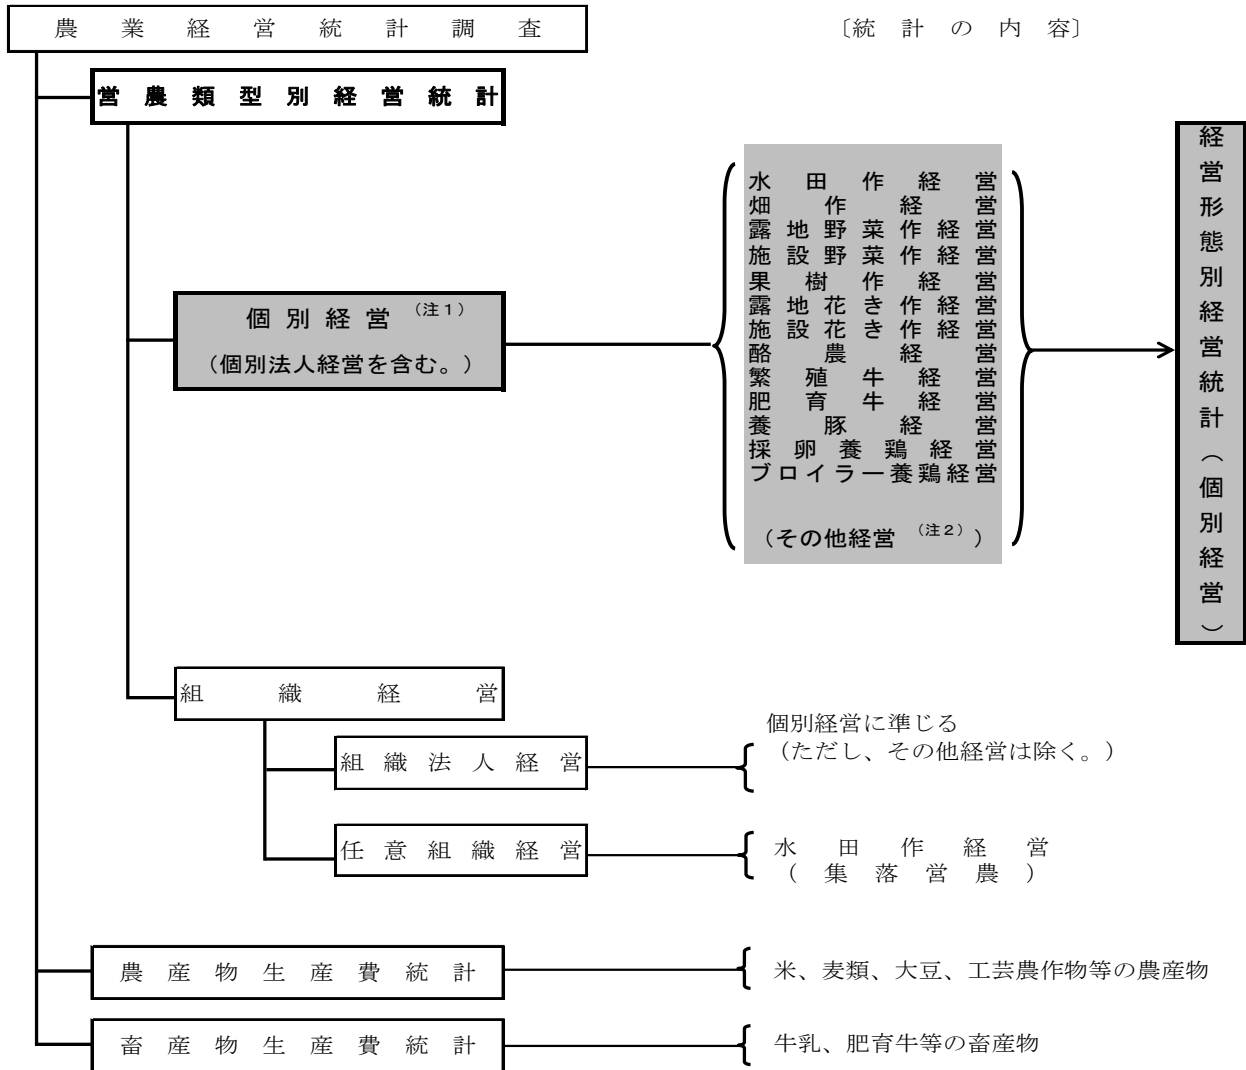 農業経営統計調査
〔統計の内容〕
営農類型別経営統計
個別経営（注１）
（個別法人経営を含む。）
水田作経営
畑作経営
露地野菜作経営
施設野菜作経営
果樹作経営
露地花き作経営
施設花き作経営
酪農経営
繁殖牛経営
肥育牛経営
養豚経営
採卵養鶏経営
ブロイラー養鶏経営
（その他経営（注２））
経営形態別経営統計（個別経営）
組織経営
組織法人経営
個別経営に準じる
（ただし、その他経営は除く。）
任意組織経営
水田作経営
（集落営農）
農産物生産費統計
米、麦類、大豆、工芸農作物等の農産物
畜産物生産費統計
牛乳、肥育牛等の畜産物